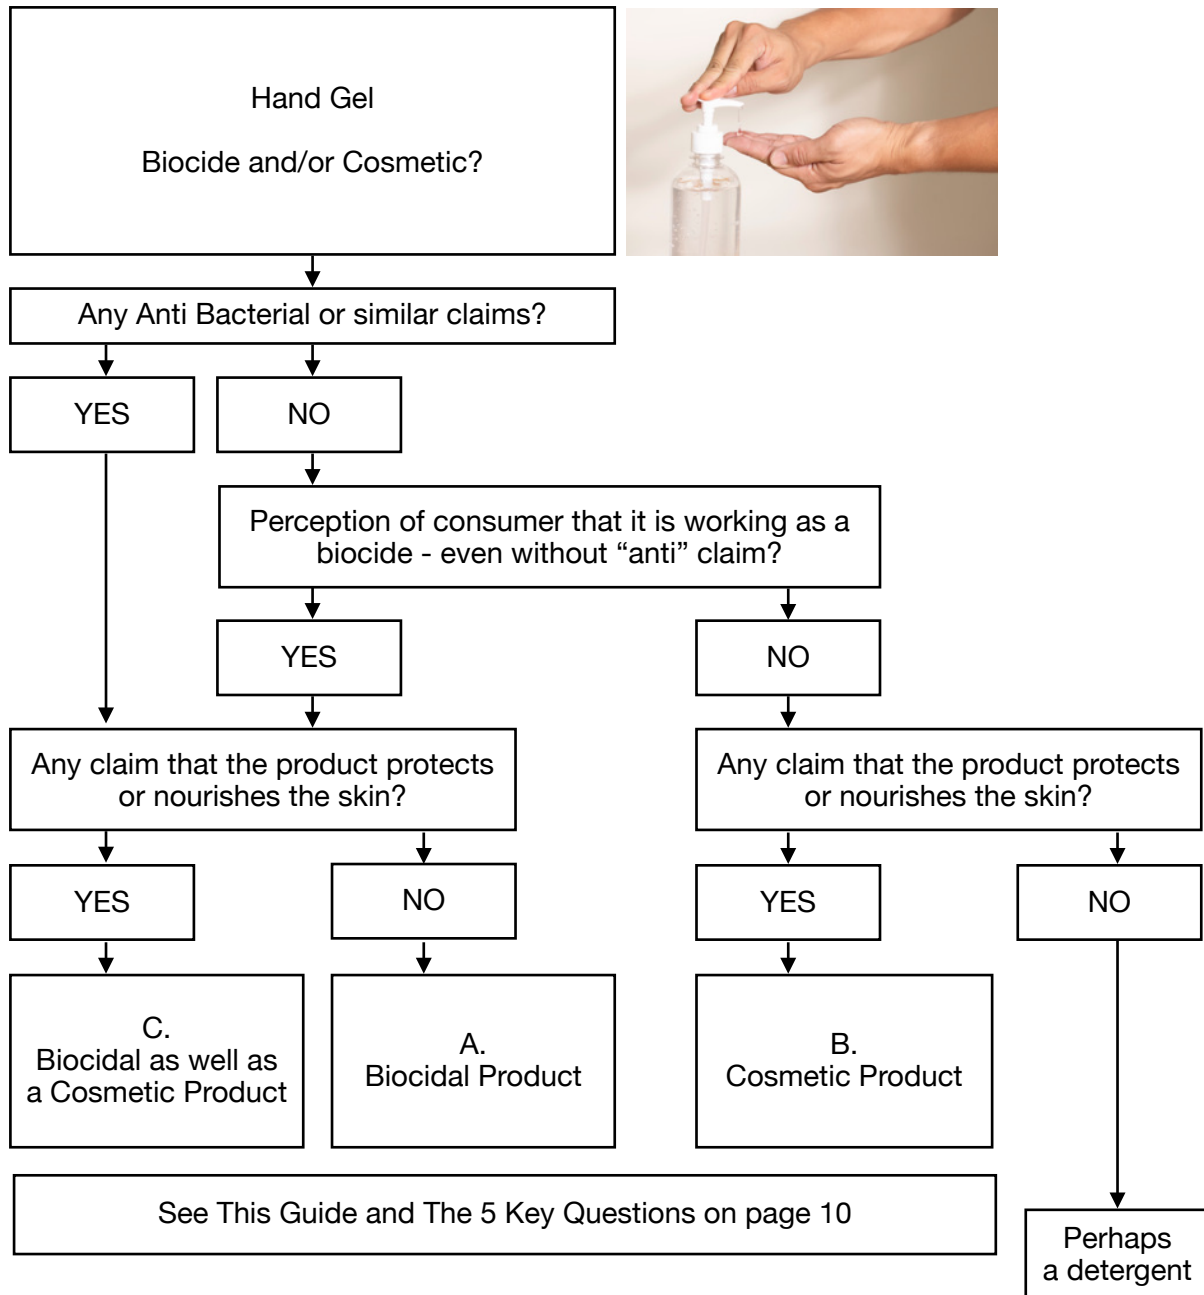 Hand Gel
Biocide and/or Cosmetic?
Any Anti Bacterial or similar claims?
YES
NO
Perception of consumer that it is working as a
biocide - even without “anti” claim?
YES
NO
Any claim that the product protects
or nourishes the skin?
Any claim that the product protects
or nourishes the skin?
YES
NO
YES
NO
C.
Biocidal as well as
a Cosmetic Product
A.
Biocidal Product
B.
Cosmetic Product
See This Guide and The 5 Key Questions on page 10
Perhaps
a detergent